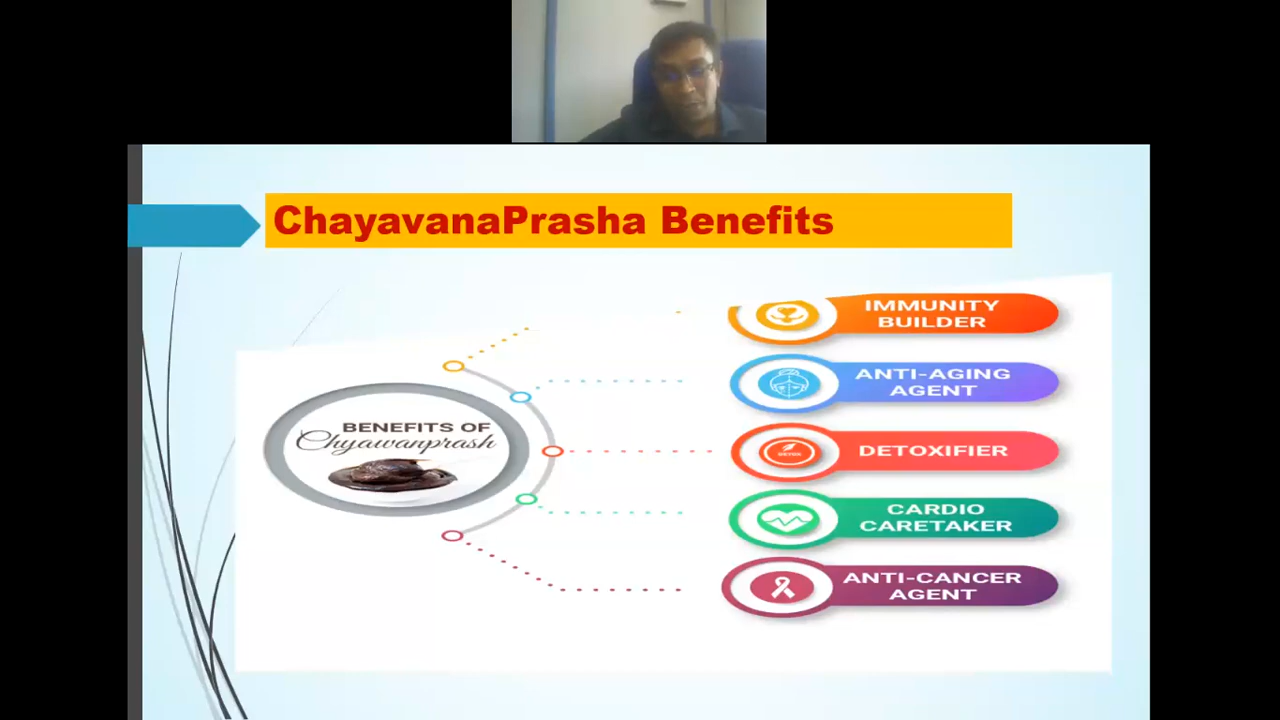 ChayavanaPrasha Benefits
BENEFITS OF
Chyawanprash
IMMUNITY
BUILDER
ANTI-AGING
AGENT
DETOXIFIER
CARDIO
CARETAKER
ANTI-CANCER
AGENT